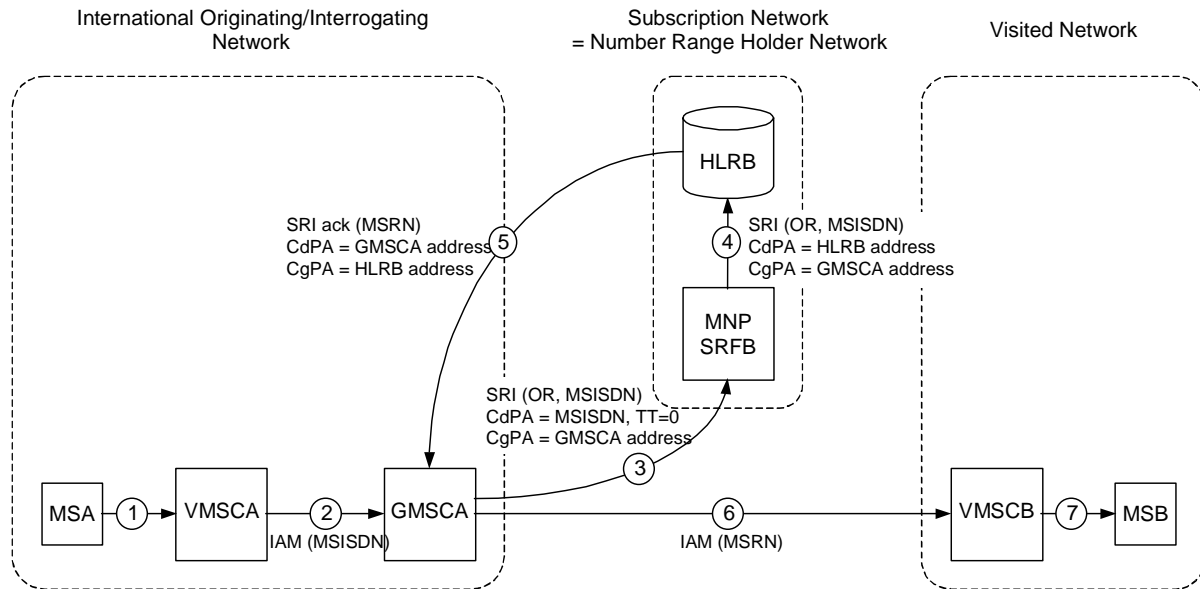 International Originating/Interrogating
Network
Subscription Network
= Number Range Holder Network
Visited Network
HLRB
SRI ack (MSRN)
CdPA = GMSCA address
CgPA = HLRB address
5
4
SRI (OR, MSISDN)
CdPA = HLRB address
CgPA = GMSCA address
MNP
SRFB
SRI (OR, MSISDN)
CdPA = MSISDN, TT=0
CgPA = GMSCA address
3
MSA
1
VMSCA
2
IAM (MSISDN)
GMSCA
6
IAM (MSRN)
VMSCB
7
MSB